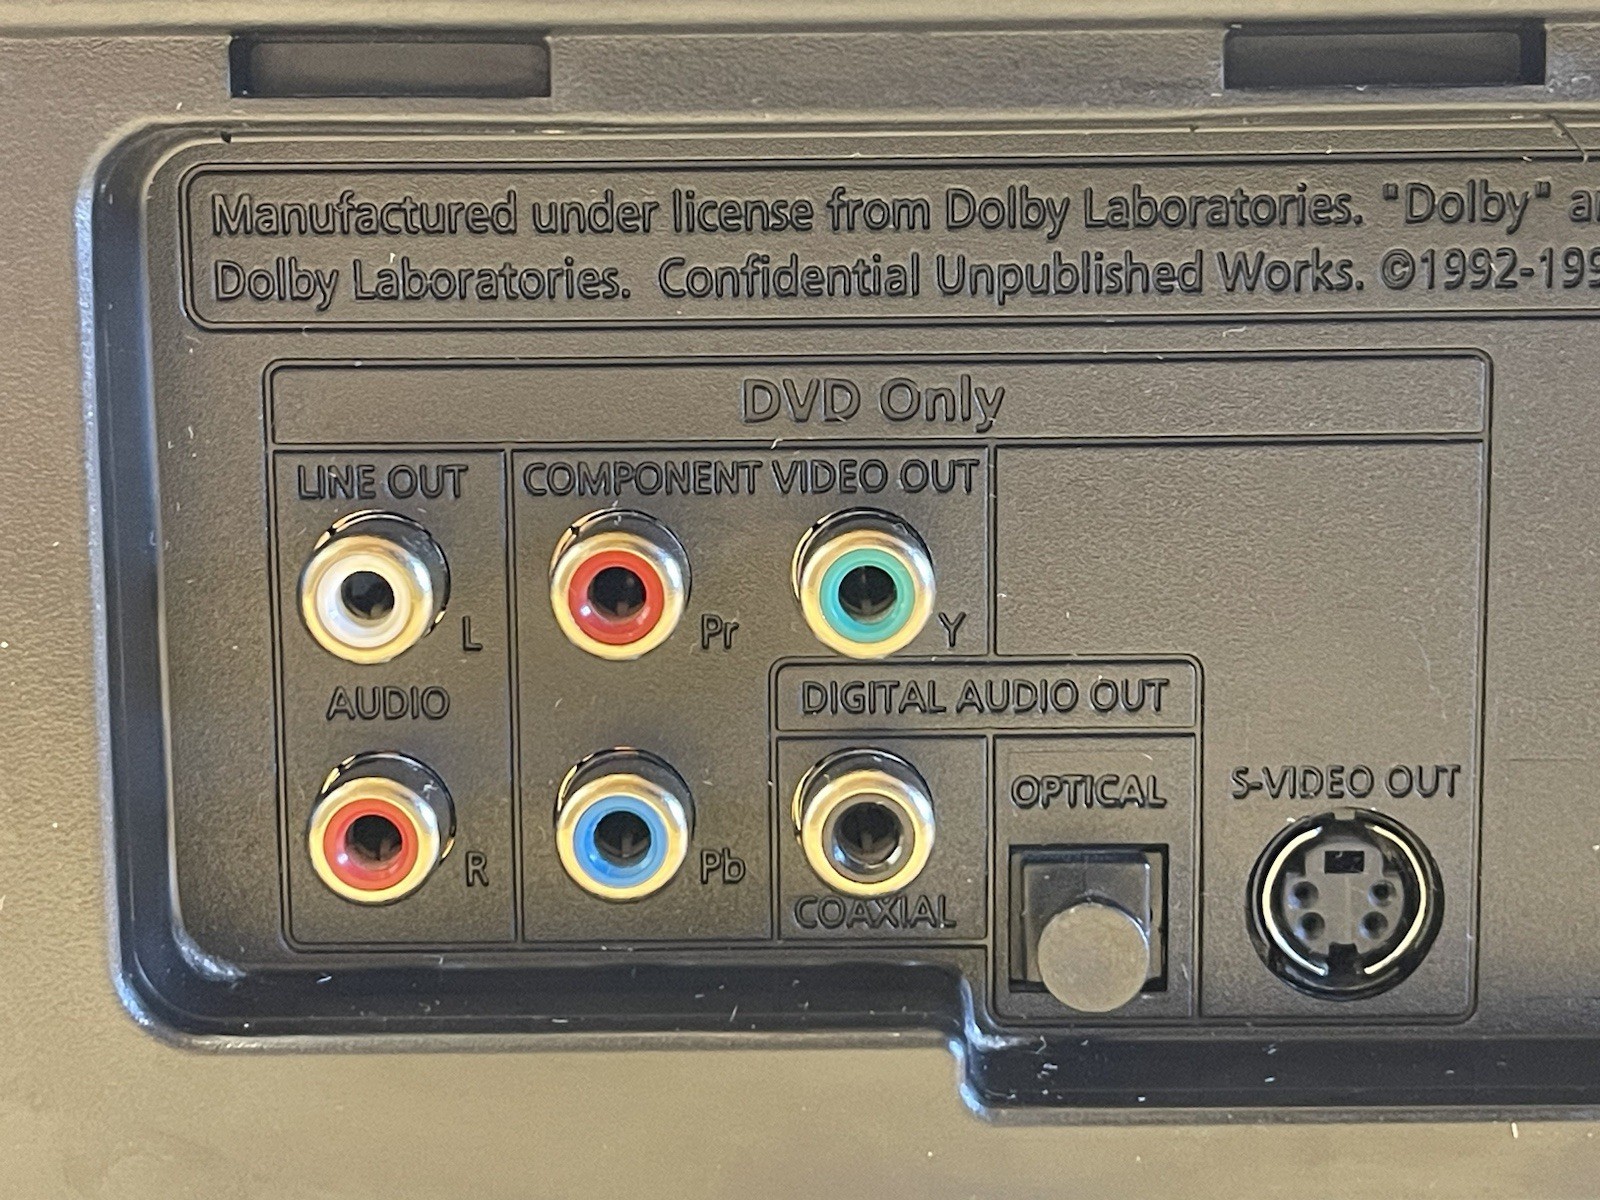 Manufactured under license from Dolby Laboratories. "Dolby"
Dolby Laboratories. Confidential Unpublished Works. ©1992-199
DVD Only
LINE OUT
COMPONENT VIDEO OUT
L
Pr
Y
AUDIO
DIGITAL AUDIO OUT
OPTICAL
S-VIDEO OUT
R
Pb
COAXIAL